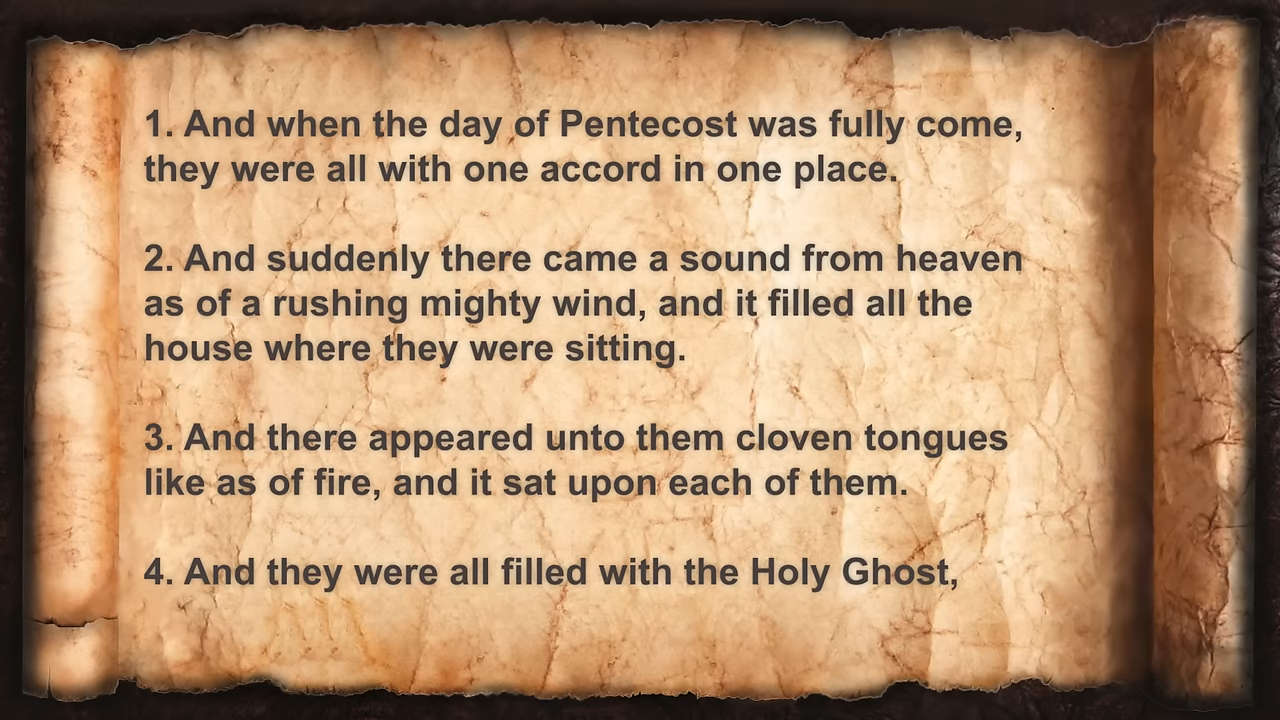 1. And when the day of Pentecost was fully come,
they were all with one accord in one place.
2. And suddenly there came a sound from heaven
as of a rushing mighty wind, and it filled all the
house where they were sitting.
3. And there appeared unto them cloven tongues
like as of fire, and it sat upon each of them.
4. And they were all filled with the Holy Ghost,